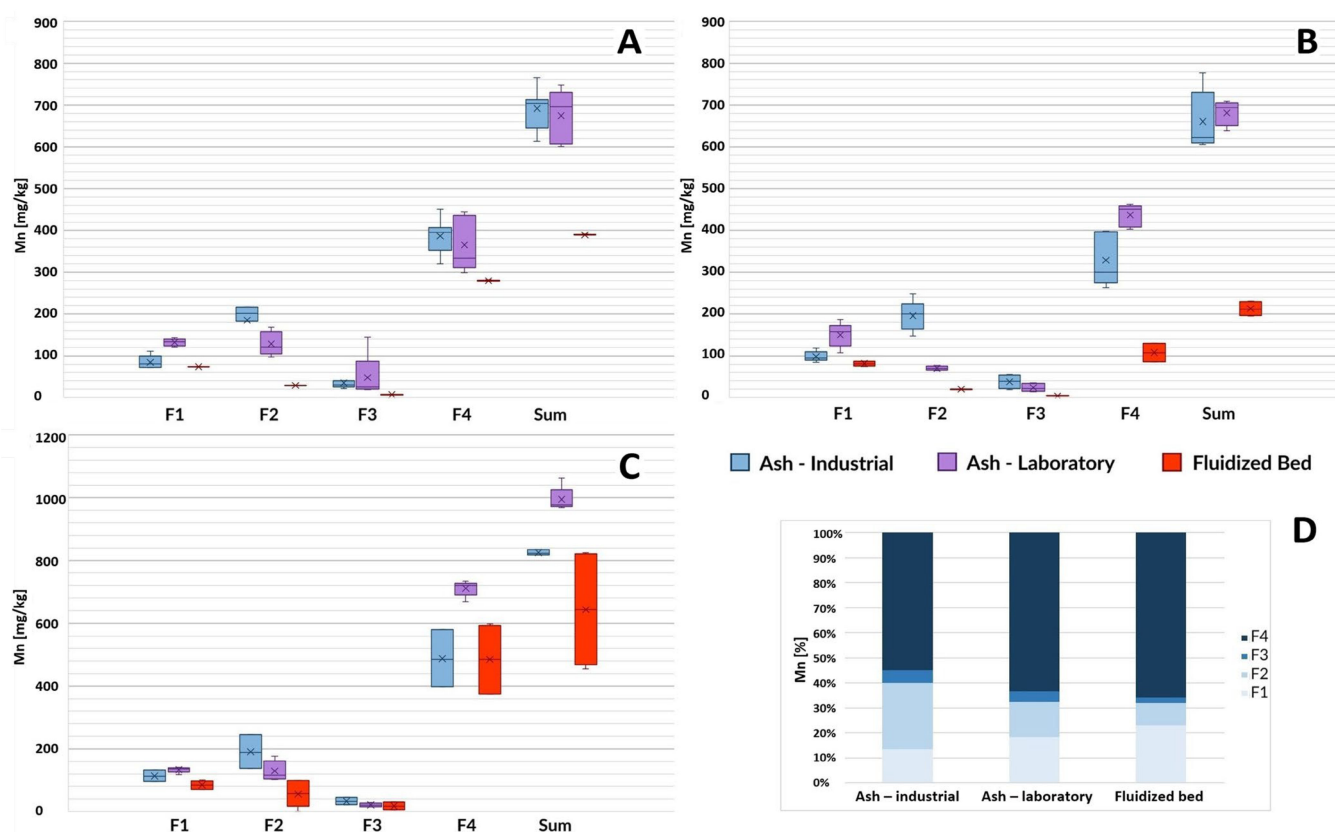 A
900
800
700
600
500
400
300
200
100
0
Mn [mg/kg]
F1 F2 F3 F4 Sum
B
900
800
700
600
500
400
300
200
100
0
Mn [mg/kg]
F1 F2 F3 F4 Sum
Ash - Industrial Ash - Laboratory Fluidized Bed
C
1200
1000
800
600
400
200
0
Mn [mg/kg]
F1 F2 F3 F4 Sum
D
100%
90%
80%
70%
60%
50%
40%
30%
20%
10%
0%
Mn [%]
F4
F3
F2
F1
Ash – industrial Ash – laboratory Fluidized bed